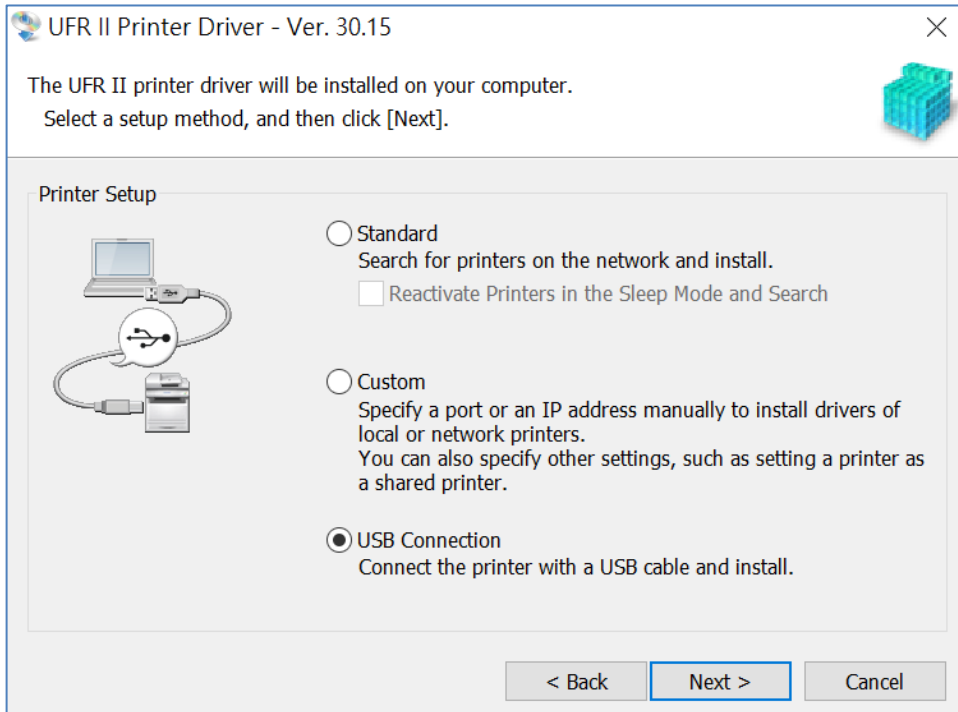 UFR II Printer Driver - Ver. 30.15
The UFR II printer driver will be installed on your computer.
Select a setup method, and then click [Next].
Printer Setup
Standard
Search for printers on the network and install.
Reactivate Printers in the Sleep Mode and Search
Custom
Specify a port or an IP address manually to install drivers of
local or network printers.
You can also specify other settings, such as setting a printer as
a shared printer.
USB Connection
Connect the printer with a USB cable and install.
< Back
Next >
Cancel